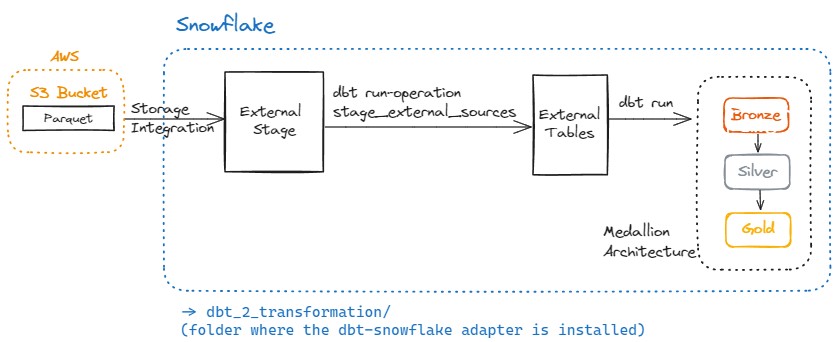 Snowflake
AWS
S3 Bucket
Parquet
Storage
Integration
External
Stage
dbt run-operation
stage_external_sources
External
Tables
dbt run
Bronze
Silver
Gold
Medallion
Architecture
→ dbt_2_transformation/
(folder where the dbt-snowflake adapter is installed)